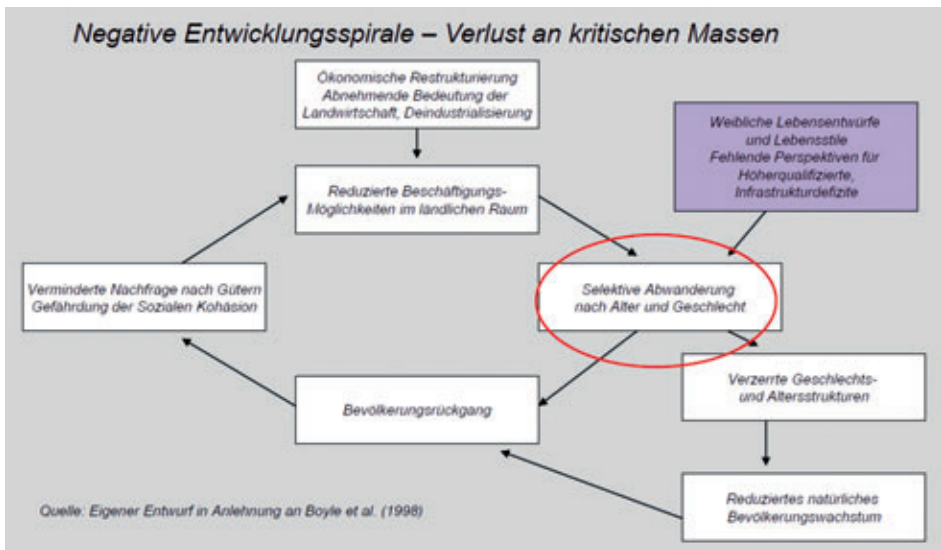 Negative Entwicklungsspirale – Verlust an kritischen Massen
Ökonomische Restrukturierung
Abnehmende Bedeutung der
Landwirtschaft, Deindustrialisierung
Weibliche Lebensentwürfe
und Lebensstile
Fehlende Perspektiven für
Höherqualifizierte,
Infrastrukturdefizite
Reduzierte Beschäftigungs-
Möglichkeiten im ländlichen Raum
Verminderte Nachfrage nach Gütern
Gefährdung der Sozialen Kohäsion
Selektive Abwanderung
nach Alter und Geschlecht
Verzerrte Geschlechts-
und Altersstrukturen
Bevölkerungsrückgang
Reduziertes natürliches
Bevölkerungswachstum
Quelle: Eigener Entwurf in Anlehnung an Boyle et al. (1998)